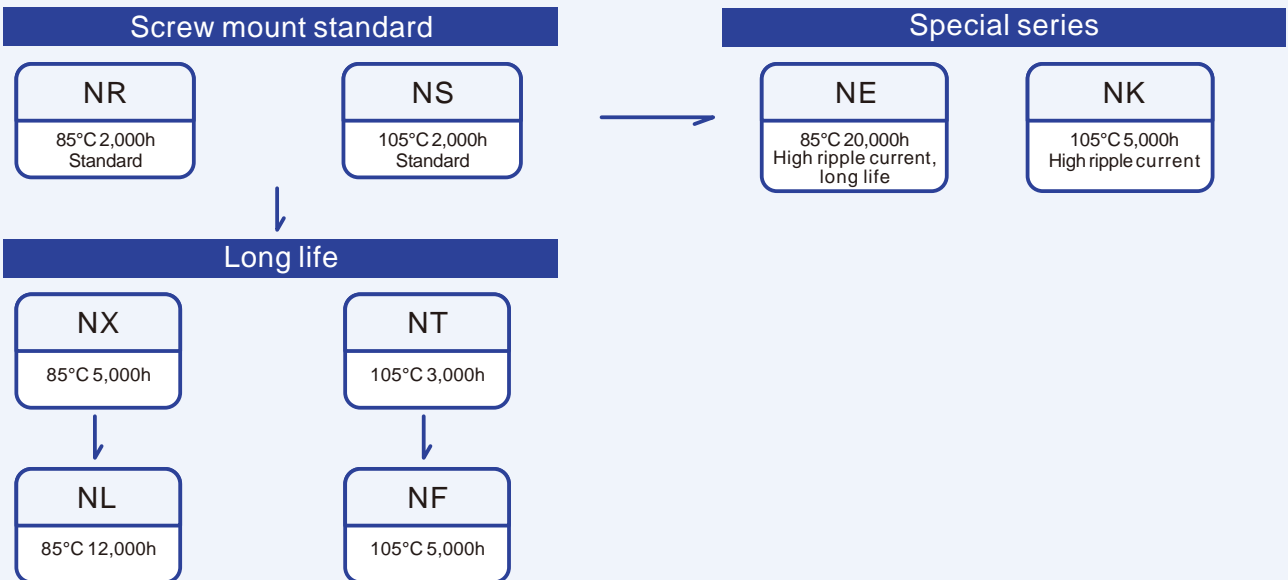 Screw mount standard
Special series
NR
NS
NE
NK
85°C 2,000h
Standard
105°C 2,000h
Standard
85°C 20,000h
High ripple current,
long life
105°C 5,000h
High ripple current
Long life
NX
NT
85°C 5,000h
105°C 3,000h
NL
NF
85°C 12,000h
105°C 5,000h